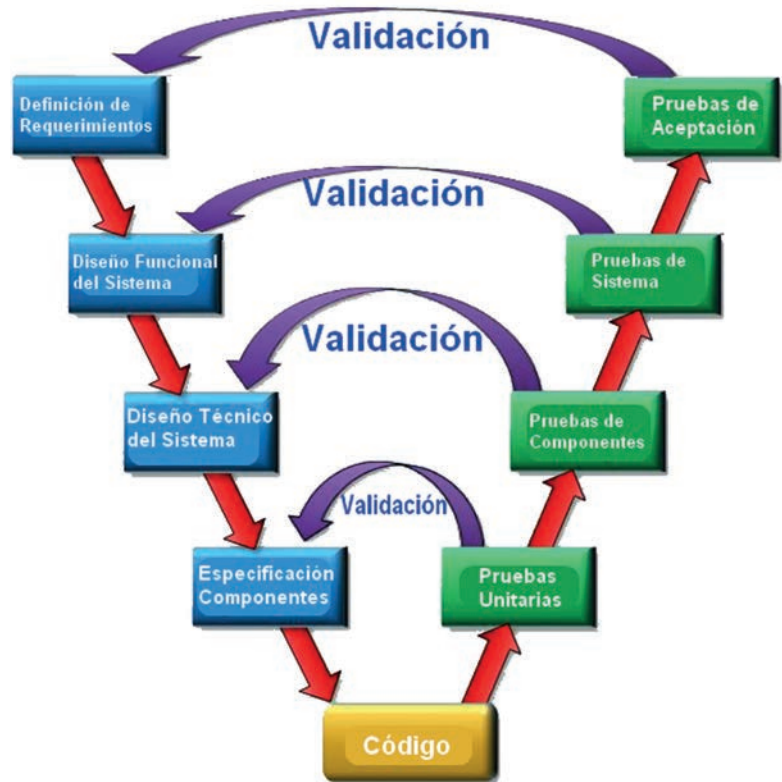 Validación
Definición de
Requerimientos
Pruebas de
Aceptación
Validación
Diseño Funcional
del Sistema
Pruebas de
Sistema
Validación
Diseño Técnico
del Sistema
Pruebas de
Componentes
Validación
Especificación
Componentes
Pruebas
Unitarias
Código